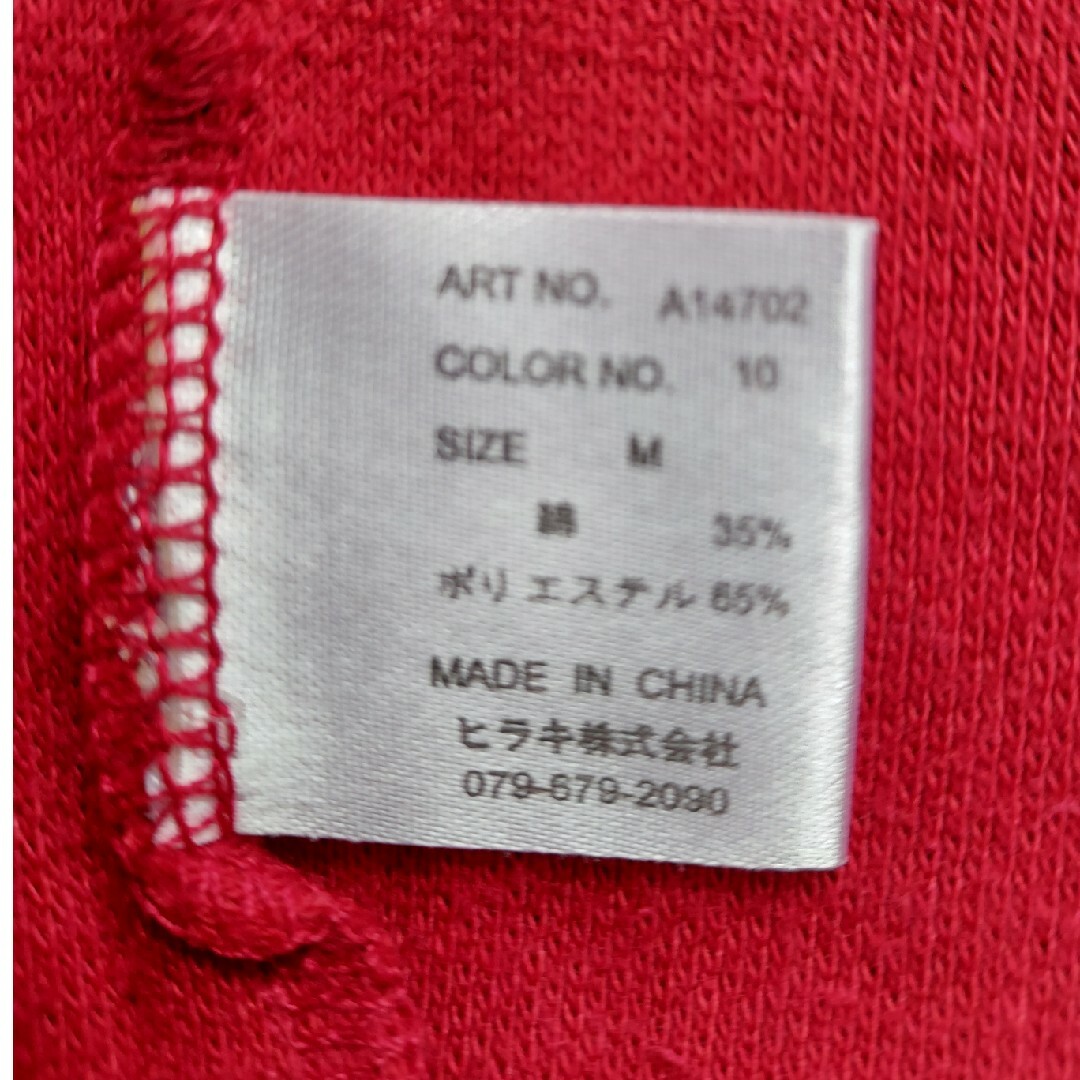 ART NO. A14702
COLOR NO. 10
SIZE M
綿 35%
ポリエステル 65%
MADE IN CHINA
ヒラキ株式会社
079-679-2090